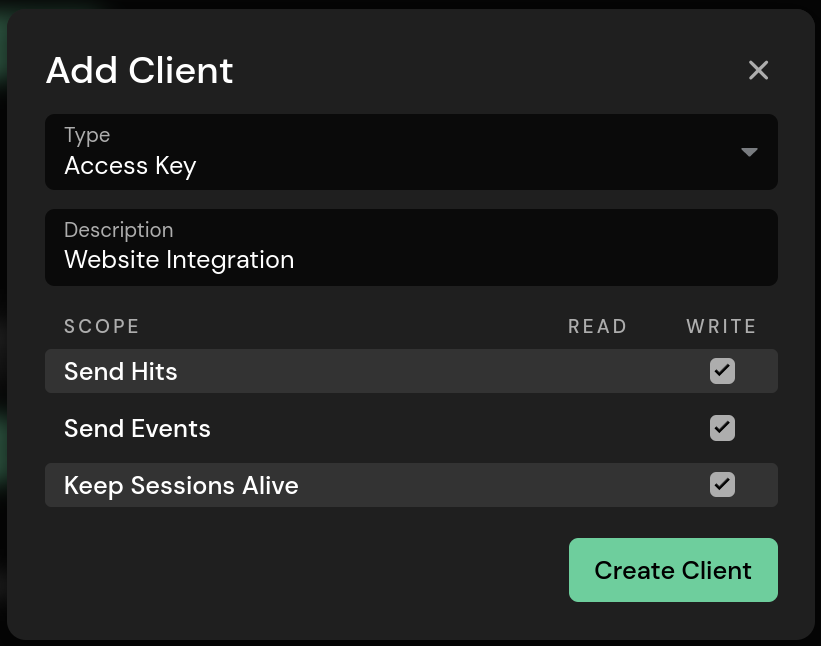 Add Client
Type
Access Key
Description
Website Integration
SCOPE READ WRITE
Send Hits
Send Events
Keep Sessions Alive
Create Client